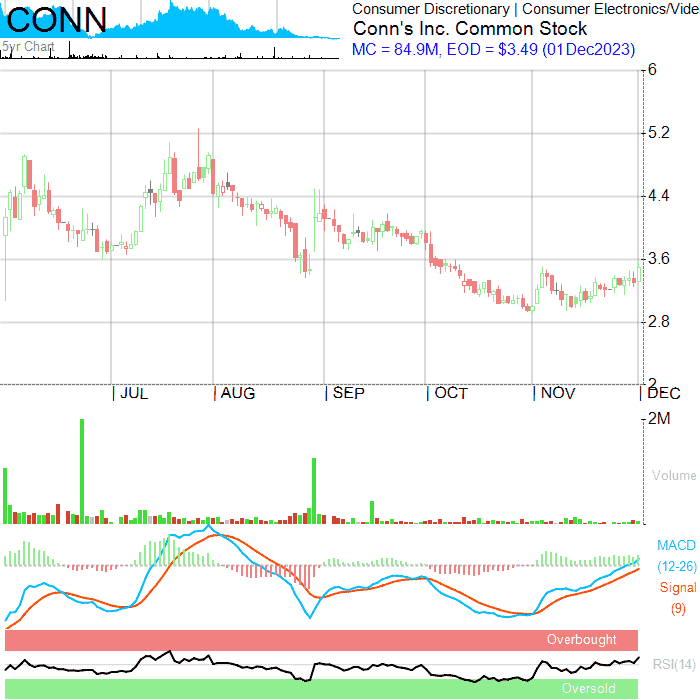 CONN
Consumer Discretionary | Consumer Electronics/Vide
Conn's Inc. Common Stock
MC = 84.9M, EOD = $3.49 (01Dec2023)
5yr Chart
6
5.2
4.4
3.6
2.8
2
JUL
AUG
SEP
OCT
NOV
DEC
2M
Volume
MACD
(12-26)
Signal
(9)
Overbought
RSI(14)
Oversold